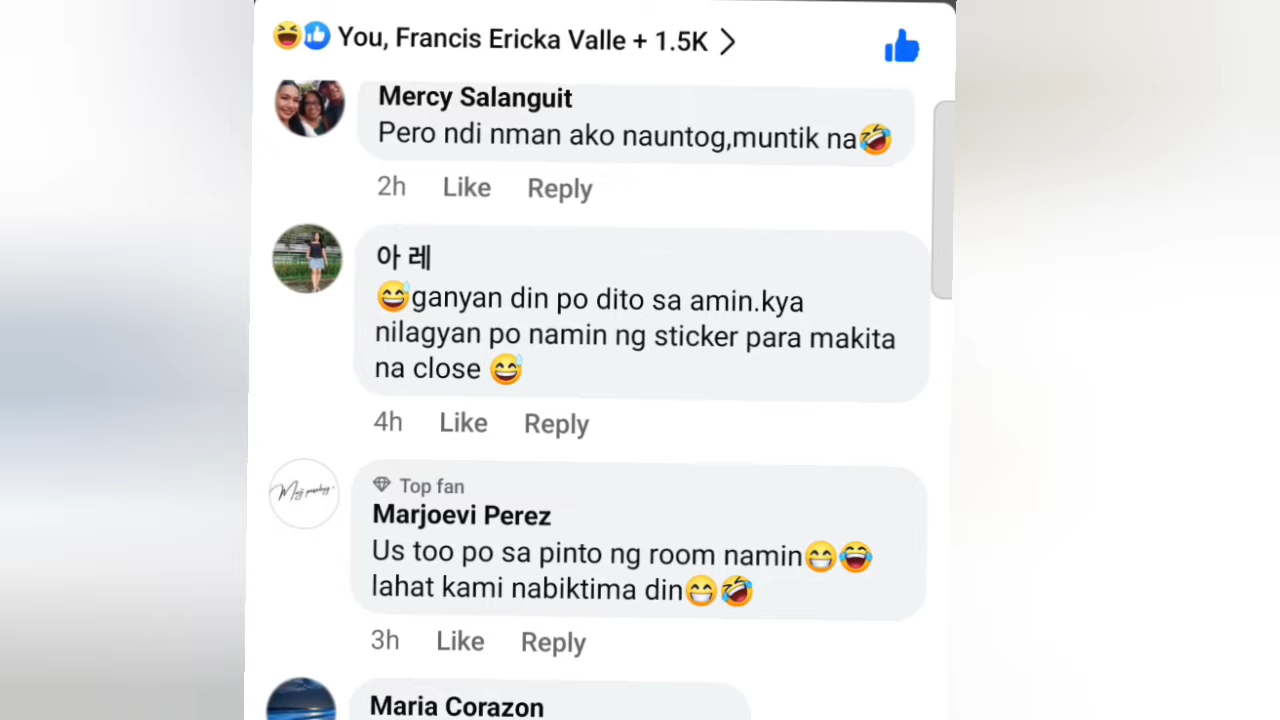 You, Francis Ericka Valle + 1.5K
Mercy Salanguit
Pero ndi nman ako nauntog,muntik na🤣
2h Like Reply
아 레
😅ganyan din po dito sa amin.kya
nilagyan po namin ng sticker para makita
na close 😅
4h Like Reply
Top fan
Marjoevi Perez
Us too po sa pinto ng room namin😁😂
lahat kami nabiktima din😁🤣
3h Like Reply
Maria Corazon